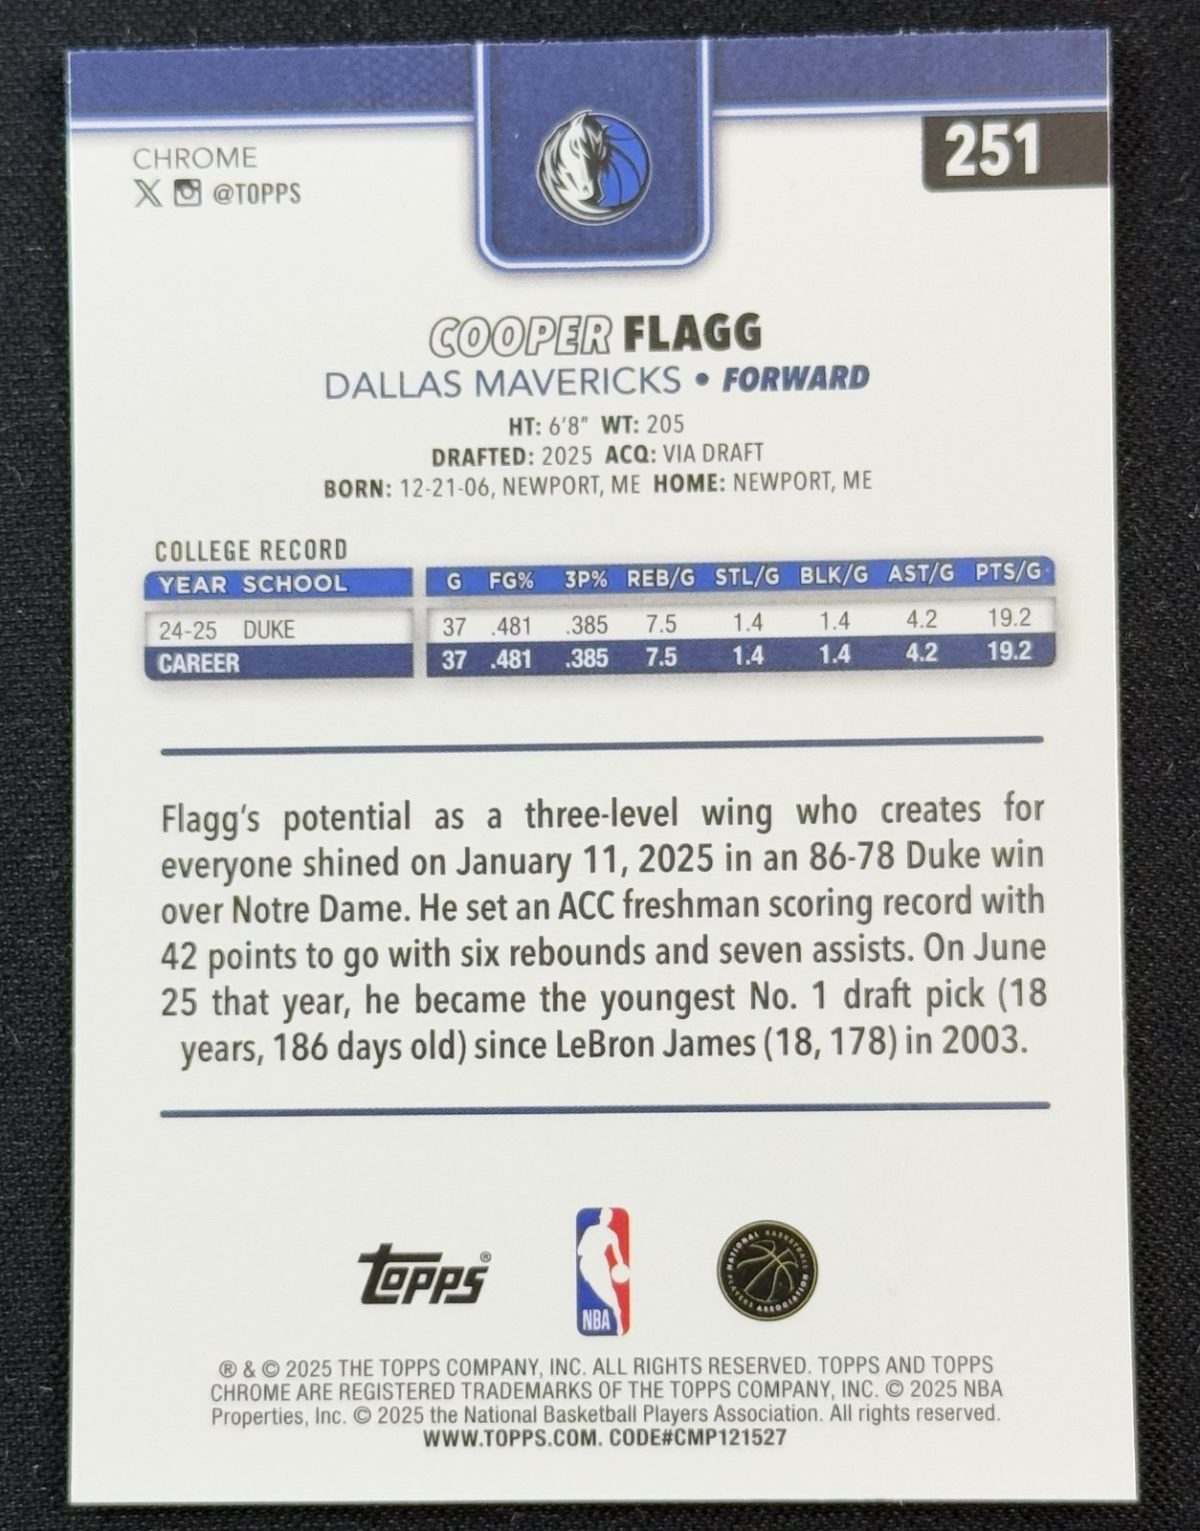 CHROME
X @TOPPS
251
COOPER FLAGG
DALLAS MAVERICKS • FORWARD
HT: 6'8" WT: 205
DRAFTED: 2025 ACQ: VIA DRAFT
BORN: 12-21-06, NEWPORT, ME HOME: NEWPORT, ME
COLLEGE RECORD
YEAR SCHOOL G FG% 3P% REB/G STL/G BLK/G AST/G PTS/G
24-25 DUKE 37 .481 .385 7.5 1.4 1.4 4.2 19.2
CAREER 37 .481 .385 7.5 1.4 1.4 4.2 19.2
Flagg's potential as a three-level wing who creates for
everyone shined on January 11, 2025 in an 86-78 Duke win
over Notre Dame. He set an ACC freshman scoring record with
42 points to go with six rebounds and seven assists. On June
25 that year, he became the youngest No. 1 draft pick (18
years, 186 days old) since LeBron James (18, 178) in 2003.
Topps®
NBA
NATIONAL BASKETBALL PLAYERS ASSOCIATION
® & © 2025 THE TOPPS COMPANY, INC. ALL RIGHTS RESERVED. TOPPS AND TOPPS
CHROME ARE REGISTERED TRADEMARKS OF THE TOPPS COMPANY, INC. © 2025 NBA
Properties, Inc. © 2025 the National Basketball Players Association. All rights reserved.
WWW.TOPPS.COM. CODE#CMP121527